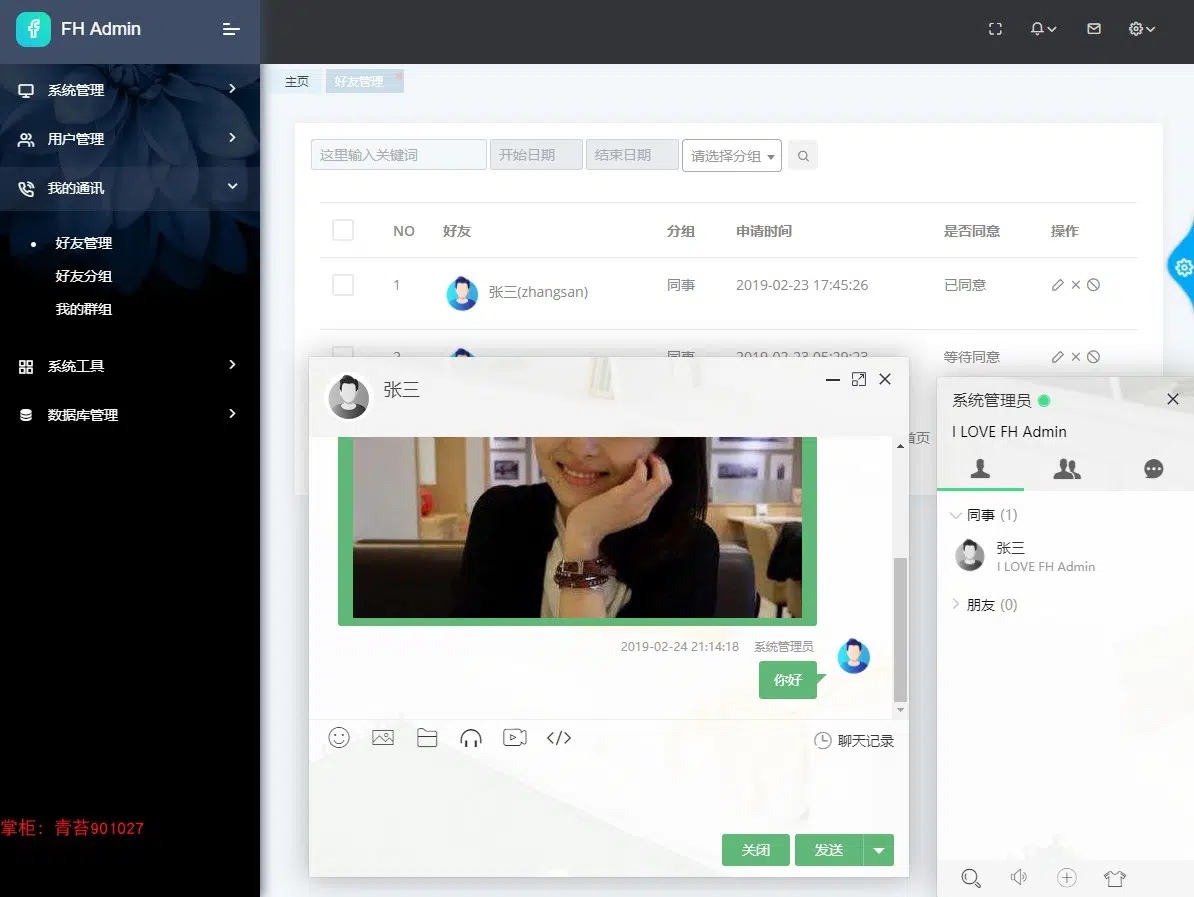 FH Admin
主页
好友管理
系统管理
用户管理
我的通讯
好友管理
好友分组
我的群组
系统工具
数据库管理
掌柜：青苔901027
这里输入关键词 开始日期 结束日期 请选择分组
NO 好友 分组 申请时间 是否同意 操作
1 张三(zhangsan) 同事 2019-02-23 17:45:26 已同意
2 同事 2019-02-23 05:29:23 等待同意
首页
张三
2019-02-24 21:14:18 系统管理员
你好
聊天记录
关闭 发送
系统管理员
I LOVE FH Admin
同事 (1)
张三
I LOVE FH Admin
朋友 (0)